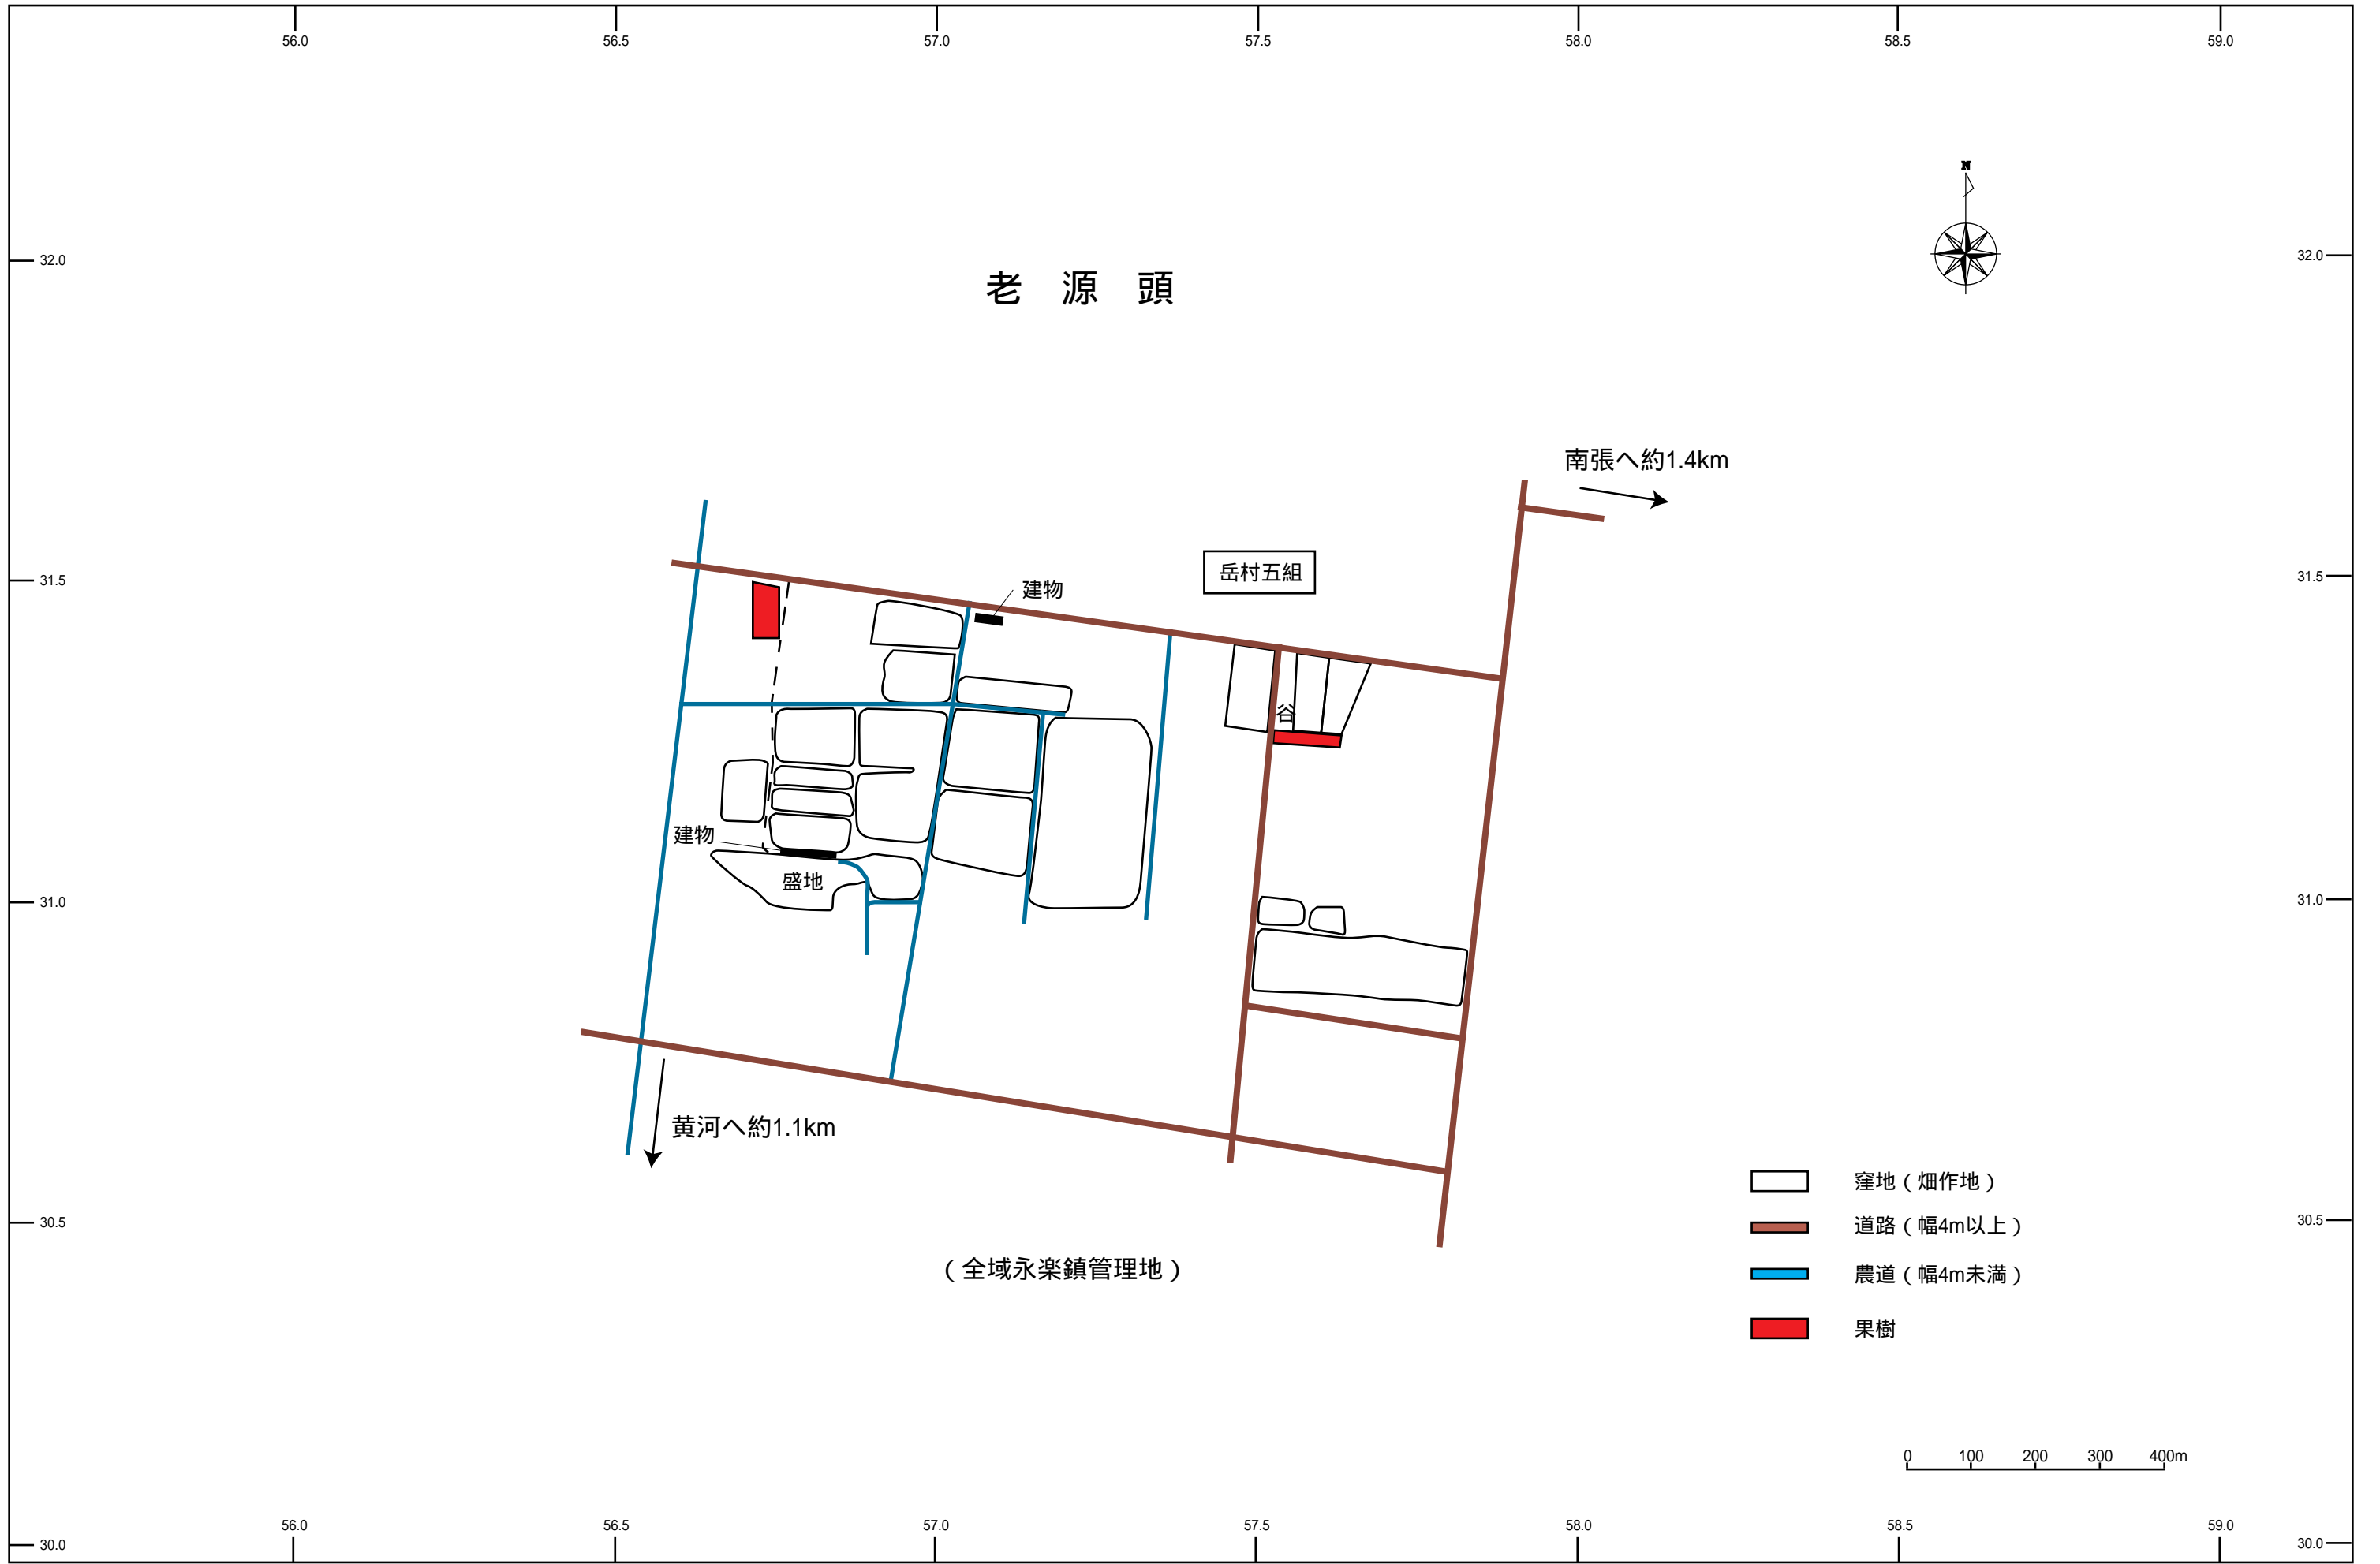 56.0 56.5 57.0 57.5 58.0 58.5 59.0
N
32.0 32.0
老 源 頭
南張へ約1.4km
岳村五組
31.5 31.5
建物
谷
建物
盛地
31.0 31.0
黄河へ約1.1km
窪地（畑作地）
道路（幅4m以上）
30.5 30.5
（全域永楽鎮管理地）
農道（幅4m未満）
果樹
0 100 200 300 400m
56.0 56.5 57.0 57.5 58.0 58.5 59.0
30.0 30.0